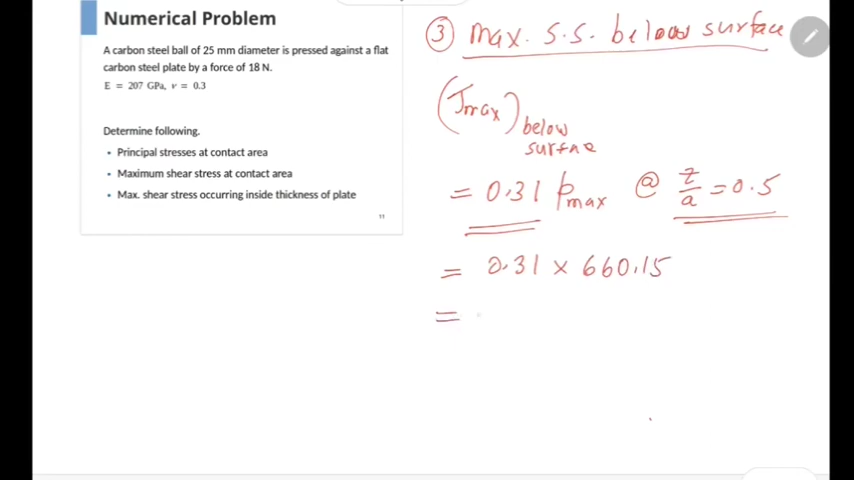 Numerical Problem
A carbon steel ball of 25 mm diameter is pressed against a flat
carbon steel plate by a force of 18 N.
E = 207 GPa, ν = 0.3
Determine following.
• Principal stresses at contact area
• Maximum shear stress at contact area
• Max. shear stress occurring inside thickness of plate
11
③ max. s.s. below surface
(τmax) below surface
= 0.31 pmax @ z/a = 0.5
= 0.31 × 660.15
=